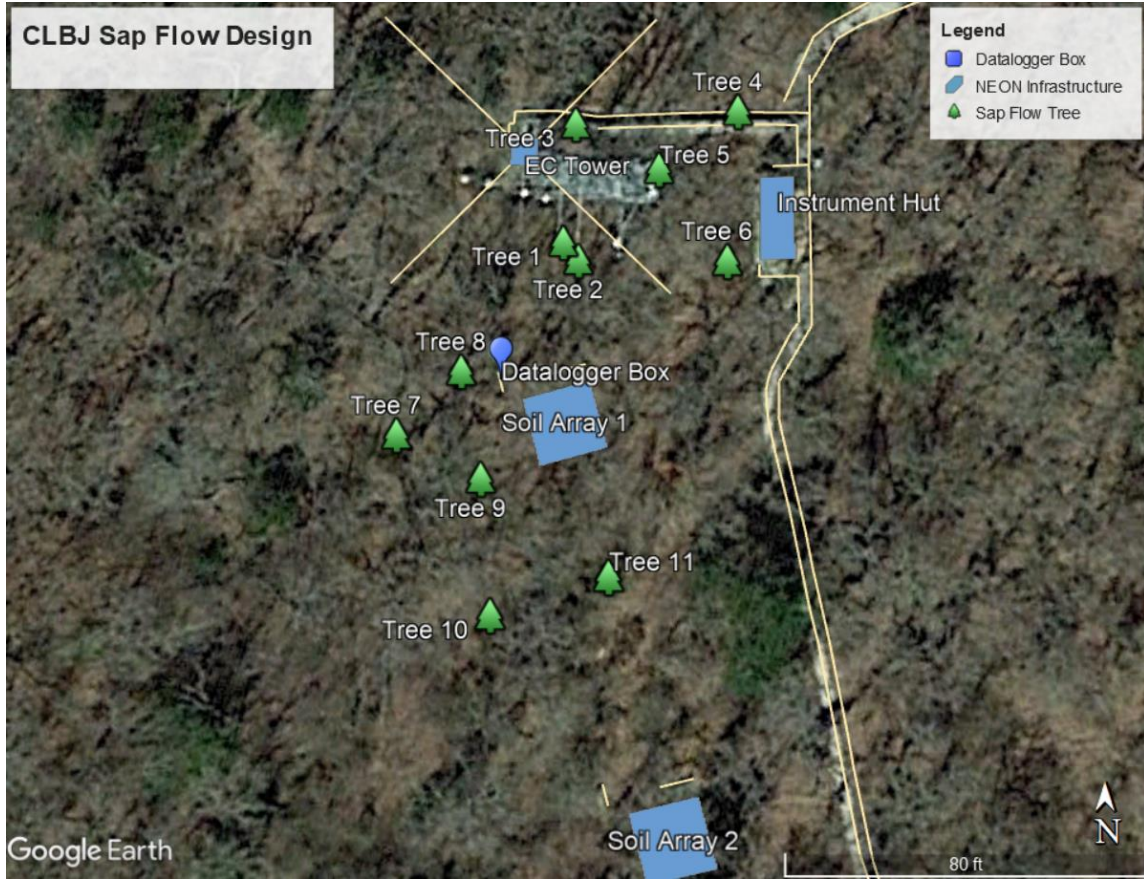 CLBJ Sap Flow Design
Legend
Datalogger Box
NEON Infrastructure
Sap Flow Tree
Tree 4
Tree 3
EC Tower
Tree 5
Instrument Hut
Tree 6
Tree 1
Tree 2
Tree 8
Datalogger Box
Tree 7
Soil Array 1
Tree 9
Tree 11
Tree 10
Soil Array 2
N
Google Earth
80 ft